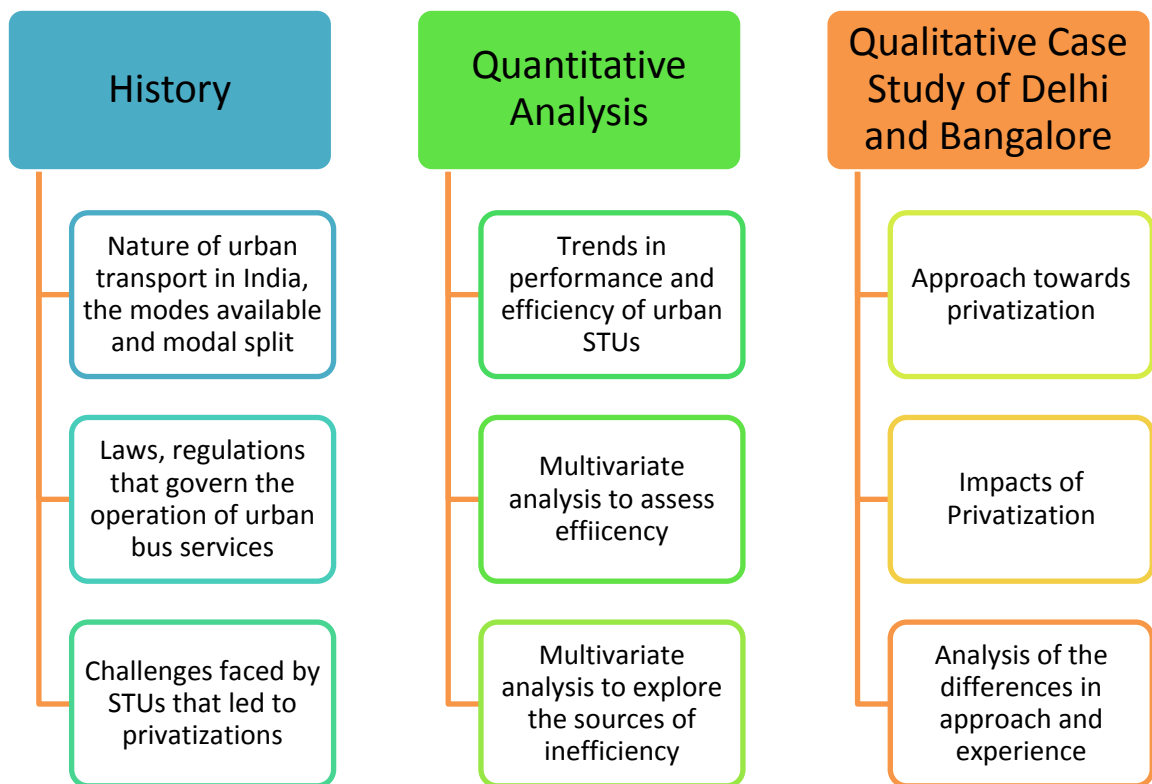 History
Nature of urban
transport in India,
the modes available
and modal split
Laws, regulations
that govern the
operation of urban
bus services
Challenges faced by
STUs that led to
privatizations
Quantitative
Analysis
Trends in
performance and
efficiency of urban
STUs
Multivariate
analysis to assess
effiicency
Multivariate
analysis to explore
the sources of
inefficiency
Qualitative Case
Study of Delhi
and Bangalore
Approach towards
privatization
Impacts of
Privatization
Analysis of the
differences in
approach and
experience